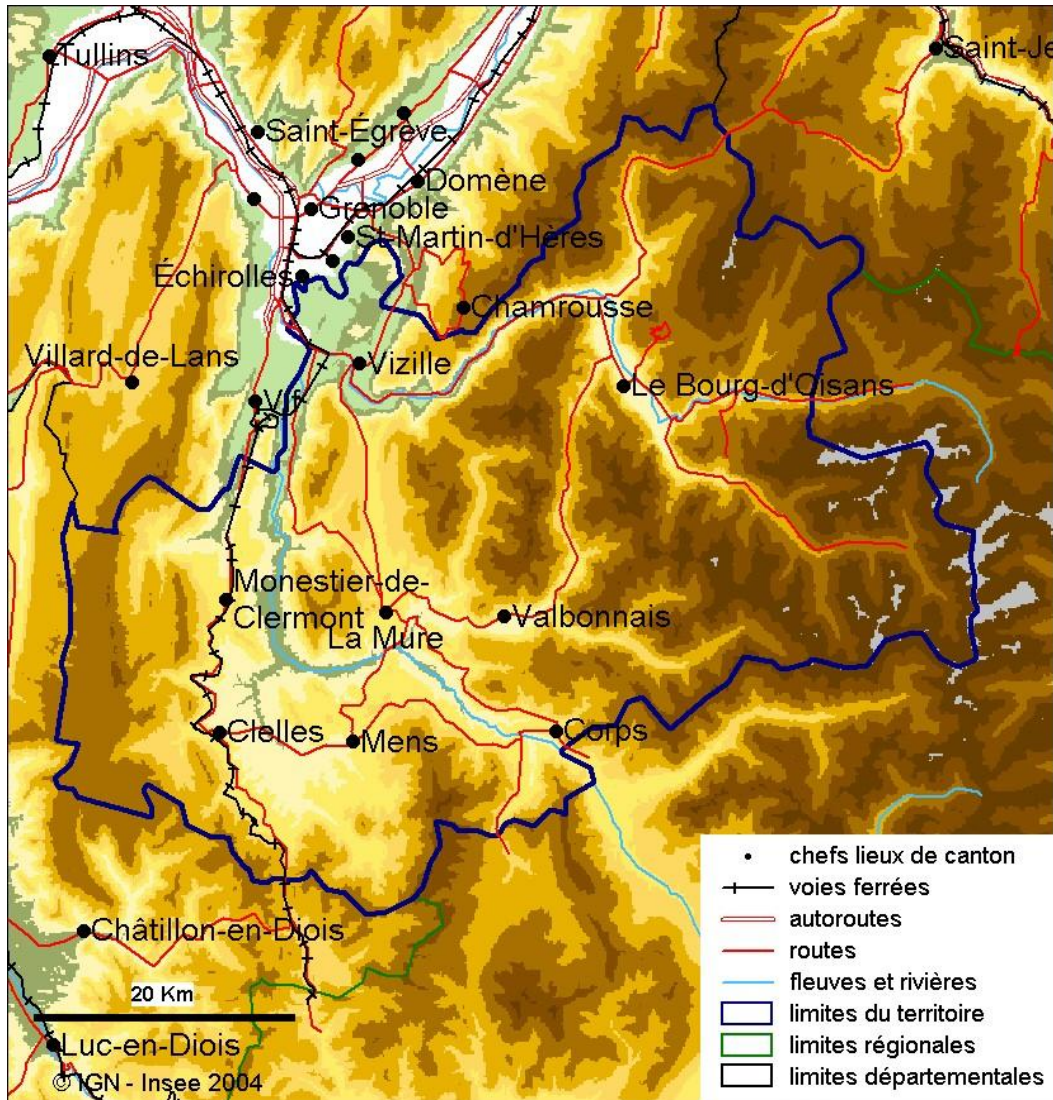 Tullins
Saint-Je
Saint-Égrève
Domène
Grenoble
St-Martin-d'Hères
Échirolles
Chamrousse
Villard-de-Lans
Vizille
Le Bourg-d'Oisans
Vif
Monestier-de-
Clermont
La Mure
Valbonnais
Clelles
Mens
Corps
Châtillon-en-Diois
20 Km
Luc-en-Diois
© IGN - Insee 2004
chefs lieux de canton
voies ferrées
autoroutes
routes
fleuves et rivières
limites du territoire
limites régionales
limites départementales